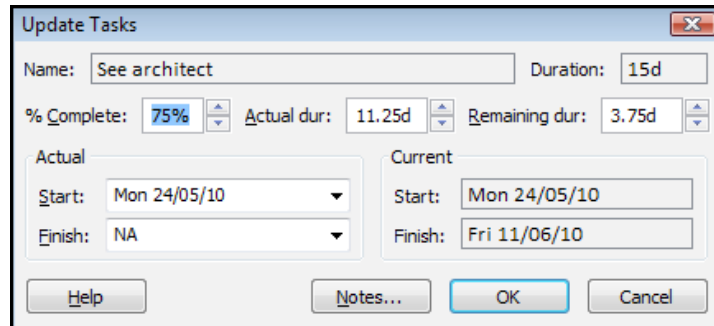 Update Tasks
Name: See architect Duration: 15d
% Complete: 75% Actual dur: 11.25d Remaining dur: 3.75d
Actual Current
Start: Mon 24/05/10 Start: Mon 24/05/10
Finish: NA Finish: Fri 11/06/10
Help Notes... OK Cancel